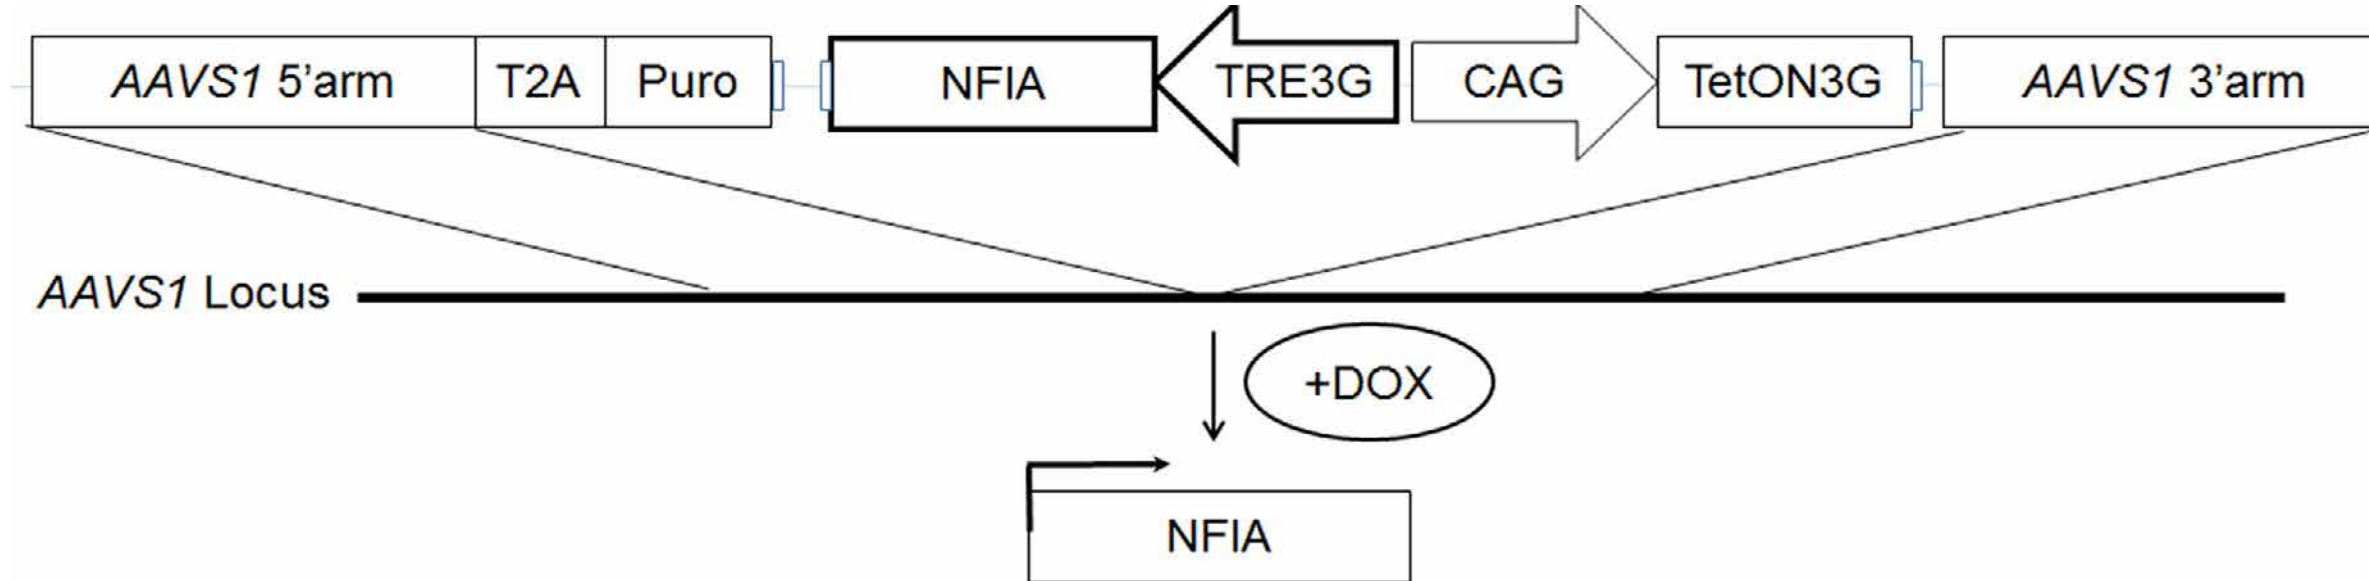 AAVS1 5’arm T2A Puro NFIA TRE3G CAG TetON3G AAVS1 3’arm
AAVS1 Locus
+DOX
NFIA